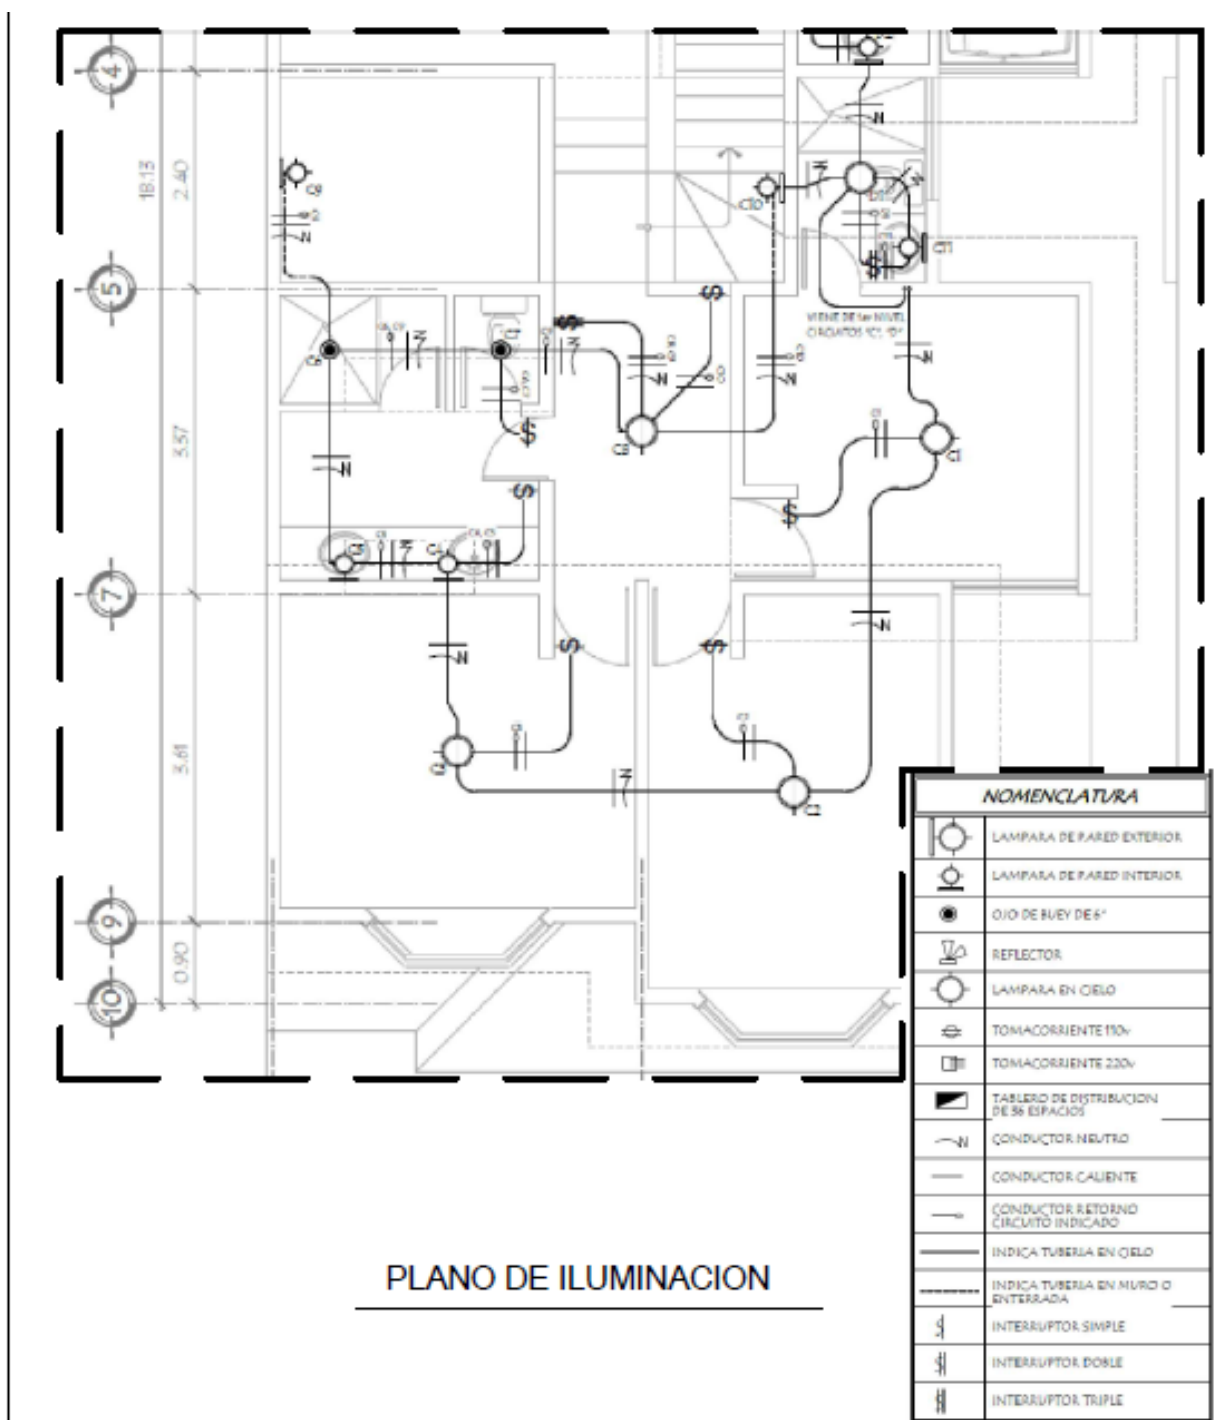 4
18.13
2.40
C9
C10
C11
5
VIENE DE 1er NIVEL
CIRCUITOS "C", "D"
C6
C7
C8
C1
3.57
C5
C4
7
3.61
C3
C2
9
0.90
10
NOMENCLATURA
LAMPARA DE PARED EXTERIOR
LAMPARA DE PARED INTERIOR
OJO DE BUEY DE 6"
REFLECTOR
LAMPARA EN CIELO
TOMACORRIENTE 110v
TOMACORRIENTE 220v
TABLERO DE DISTRIBUCION
DE 36 ESPACIOS
CONDUCTOR NEUTRO
CONDUCTOR CALIENTE
CONDUCTOR RETORNO
CIRCUITO INDICADO
INDICA TUBERIA EN CIELO
INDICA TUBERIA EN MURO O
ENTERRADA
INTERRUPTOR SIMPLE
INTERRUPTOR DOBLE
INTERRUPTOR TRIPLE
PLANO DE ILUMINACION